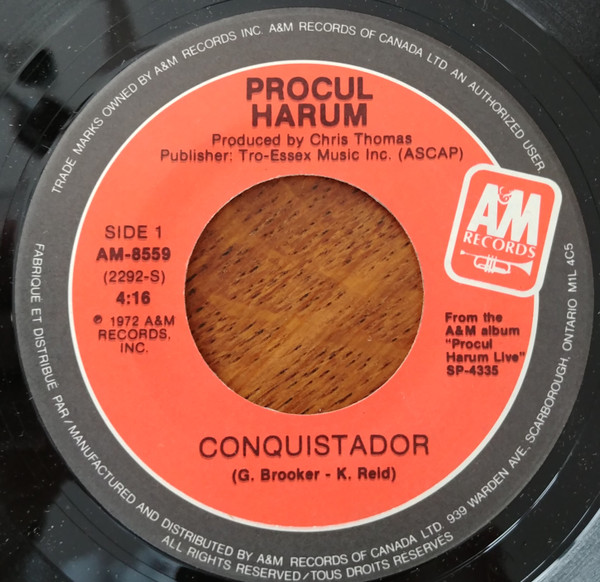 TRADE MARKS OWNED BY A&M RECORDS INC. A&M RECORDS OF CANADA LTD. AN AUTHORIZED USER
PROCUL
HARUM
Produced by Chris Thomas
Publisher: Tro-Essex Music Inc. (ASCAP)
A&M
RECORDS
SIDE 1
AM-8559
(2292-S)
4:16
℗ 1972 A&M
RECORDS,
INC.
From the
A&M album
"Procul
Harum Live"
SP-4335
CONQUISTADOR
(G. Brooker - K. Reid)
FABRIQUE ET DISTRIBUÉ PAR/MANUFACTURED AND DISTRIBUTED BY A&M RECORDS OF CANADA LTD. 939 WARDEN AVE. SCARBOROUGH, ONTARIO M1L 4C5
ALL RIGHTS RESERVED/TOUS DROITS RESERVÉS